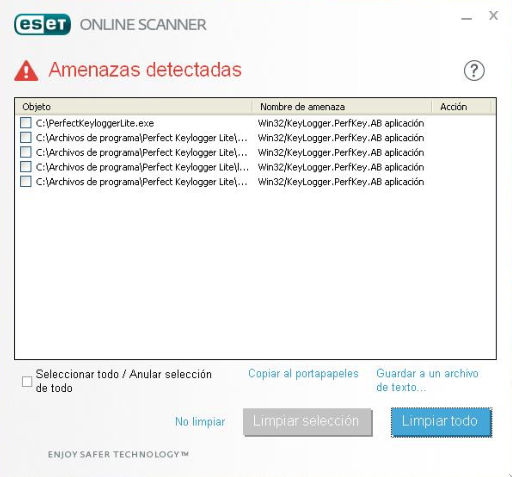 eseT ONLINE SCANNER
Amenazas detectadas
?
Objeto Nombre de amenaza Acción
C:\PerfectKeyloggerLite.exe Win32/KeyLogger.PerfKey.AB aplicación
C:\Archivos de programa\Perfect Keylogger Lite\... Win32/KeyLogger.PerfKey.AB aplicación
C:\Archivos de programa\Perfect Keylogger Lite\... Win32/KeyLogger.PerfKey.AB aplicación
C:\Archivos de programa\Perfect Keylogger Lite\l... Win32/KeyLogger.PerfKey.AB aplicación
C:\Archivos de programa\Perfect Keylogger Lite\... Win32/KeyLogger.PerfKey.AB aplicación
Seleccionar todo / Anular selección
de todo
Copiar al portapapeles
Guardar a un archivo
de texto...
No limpiar Limpiar selección Limpiar todo
ENJOY SAFER TECHNOLOGY™